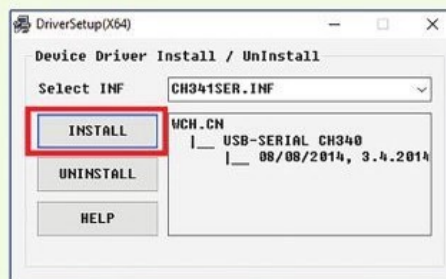 DriverSetup(X64)
Device Driver Install / UnInstall
Select INF
CH341SER.INF
INSTALL
UNINSTALL
HELP
WCH.CN
|__ USB-SERIAL CH340
|__ 08/08/2014, 3.4.2014